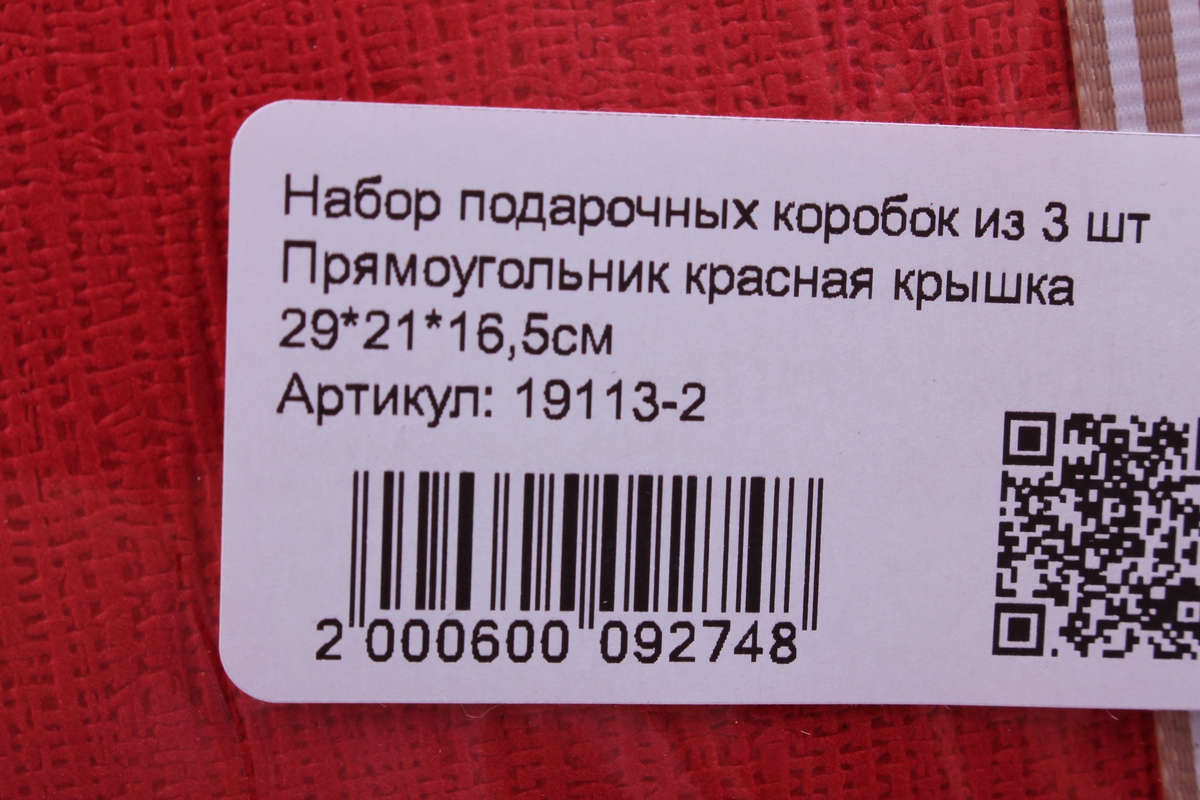 Набор подарочных коробок из 3 шт
Прямоугольник красная крышка
29*21*16,5см
Артикул: 19113-2
2 000600 092748